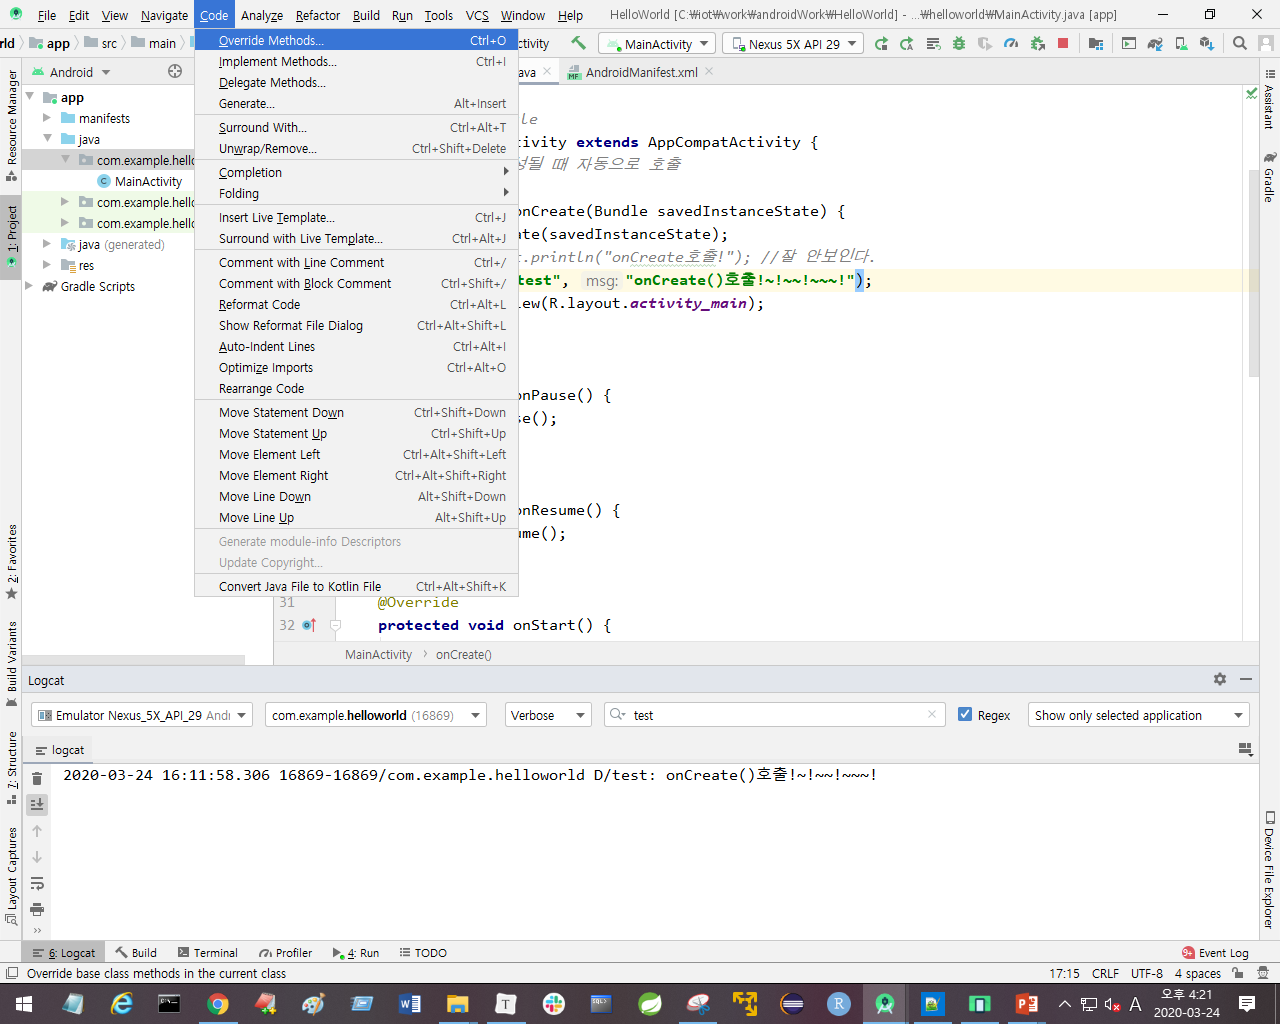 File Edit View Navigate Code Analyze Refactor Build Run Tools VCS Window Help HelloWorld [C:₩iot₩work₩androidWork₩HelloWorld] - ...₩helloworld₩MainActivity.java [app]
app src main MainActivity Nexus 5X API 29
Android
ava AndroidManifest.xml
app
manifests
java
com.example.hello
MainActivity
com.example.hello
com.example.hello
java (generated)
res
Gradle Scripts
Override Methods... Ctrl+O
Implement Methods... Ctrl+I
Delegate Methods...
Generate... Alt+Insert
Surround With... Ctrl+Alt+T
Unwrap/Remove... Ctrl+Shift+Delete
Completion
Folding
Insert Live Template... Ctrl+J
Surround with Live Template... Ctrl+Alt+J
Comment with Line Comment Ctrl+/
Comment with Block Comment Ctrl+Shift+/
Reformat Code Ctrl+Alt+L
Show Reformat File Dialog Ctrl+Alt+Shift+L
Auto-Indent Lines Ctrl+Alt+I
Optimize Imports Ctrl+Alt+O
Rearrange Code
Move Statement Down Ctrl+Shift+Down
Move Statement Up Ctrl+Shift+Up
Move Element Left Ctrl+Alt+Shift+Left
Move Element Right Ctrl+Alt+Shift+Right
Move Line Down Alt+Shift+Down
Move Line Up Alt+Shift+Up
Generate module-info Descriptors
Update Copyright...
Convert Java File to Kotlin File Ctrl+Alt+Shift+K
le
tivity extends AppCompatActivity {
성될 때 자동으로 호출
onCreate(Bundle savedInstanceState) {
ate(savedInstanceState);
t.println("onCreate호출!"); //잘 안보인다.
test", msg: "onCreate()호출!~!~~!~~~!");
iew(R.layout.activity_main);
onPause() {
se();
onResume() {
ume();
31 @Override
32 protected void onStart() {
MainActivity > onCreate()
Resource Manager
1: Project
2: Favorites
Build Variants
7: Structure
Layout Captures
Assistant
Gradle
Device File Explorer
Logcat
Emulator Nexus_5X_API_29 Andr com.example.helloworld (16869) Verbose test Regex Show only selected application
logcat
2020-03-24 16:11:58.306 16869-16869/com.example.helloworld D/test: onCreate()호출!~!~~!~~~!
6: Logcat Build Terminal Profiler 4: Run TODO 9+ Event Log
Override base class methods in the current class 17:15 CRLF UTF-8 4 spaces
A 오후 4:21
2020-03-24